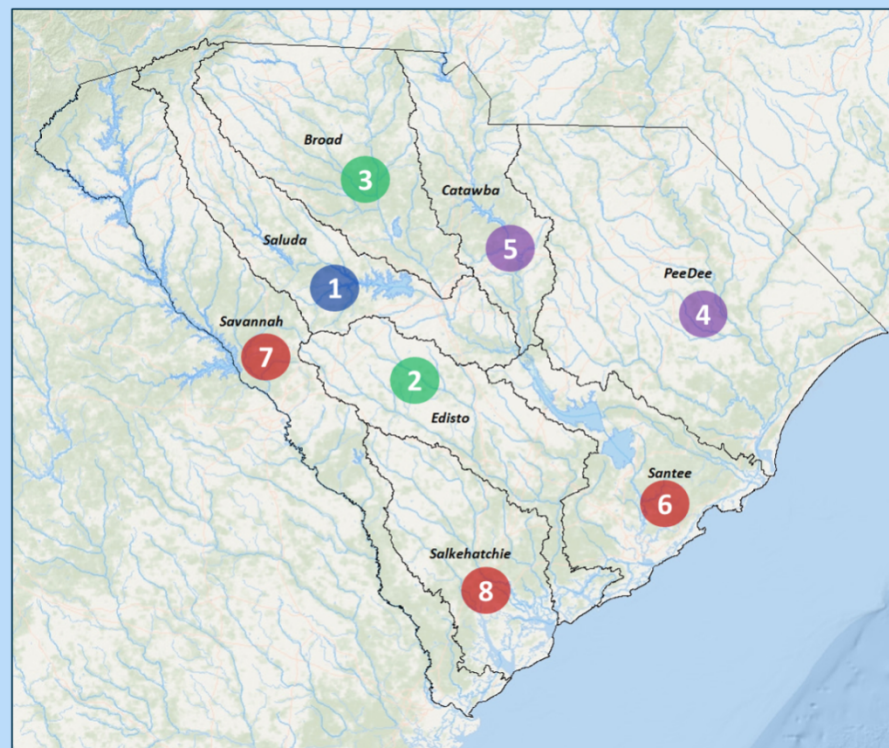 Broad
3
Catawba
5
Saluda
1
PeeDee
4
Savannah
7
2
Edisto
Santee
6
Salkehatchie
8